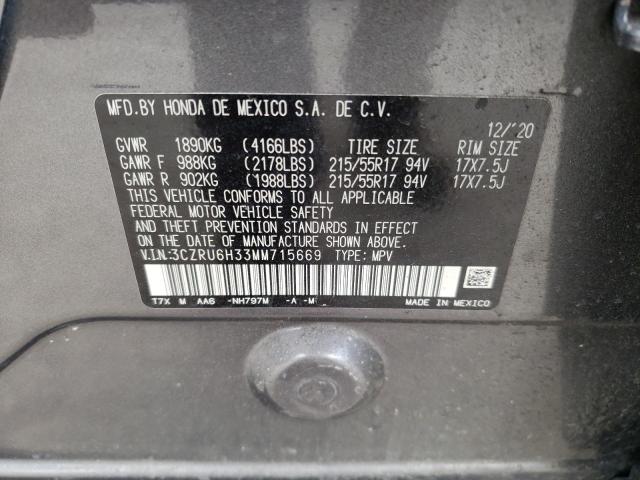 MFD.BY HONDA DE MEXICO S.A. DE C.V.
12/'20
GVWR 1890KG (4166LBS) TIRE SIZE RIM SIZE
GAWR F 988KG (2178LBS) 215/55R17 94V 17X7.5J
GAWR R 902KG (1988LBS) 215/55R17 94V 17X7.5J
THIS VEHICLE CONFORMS TO ALL APPLICABLE
FEDERAL MOTOR VEHICLE SAFETY
AND THEFT PREVENTION STANDARDS IN EFFECT
ON THE DATE OF MANUFACTURE SHOWN ABOVE.
V.I.N:3CZRU6H33MM715669 TYPE: MPV
T7X M AA6 -NH797M -A -M
MADE IN MEXICO